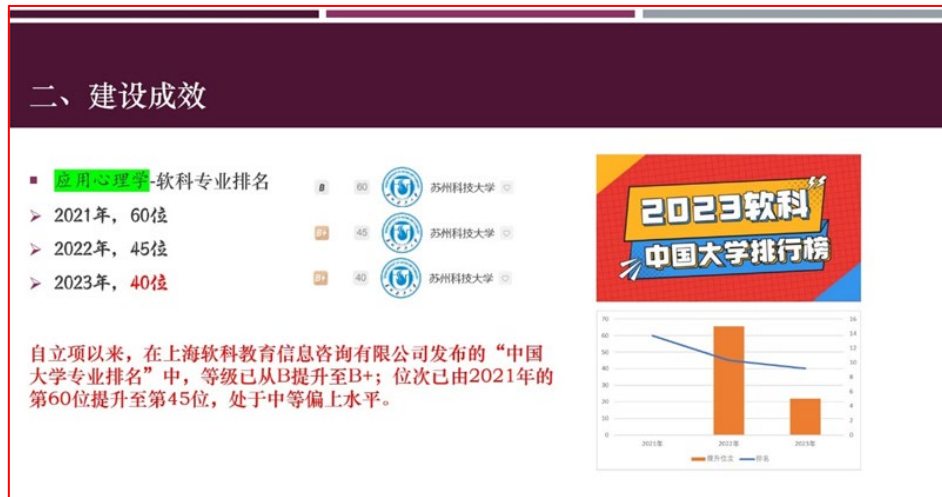 二、建设成效
▪ 应用心理学-软科专业排名
➢ 2021年，60位
➢ 2022年，45位
➢ 2023年，40位
B 60 苏州科技大学
B+ 45 苏州科技大学
B+ 40 苏州科技大学
自立项以来，在上海软科教育信息咨询有限公司发布的“中国
大学专业排名”中，等级已从B提升至B+；位次已由2021年的
第60位提升至第45位，处于中等偏上水平。
2023软科
中国大学排行榜
70 16
60 14
50 12
40 10
30 8
20 6
10 4
0 2
0
2021年 2022年 2023年
提升位次 排名